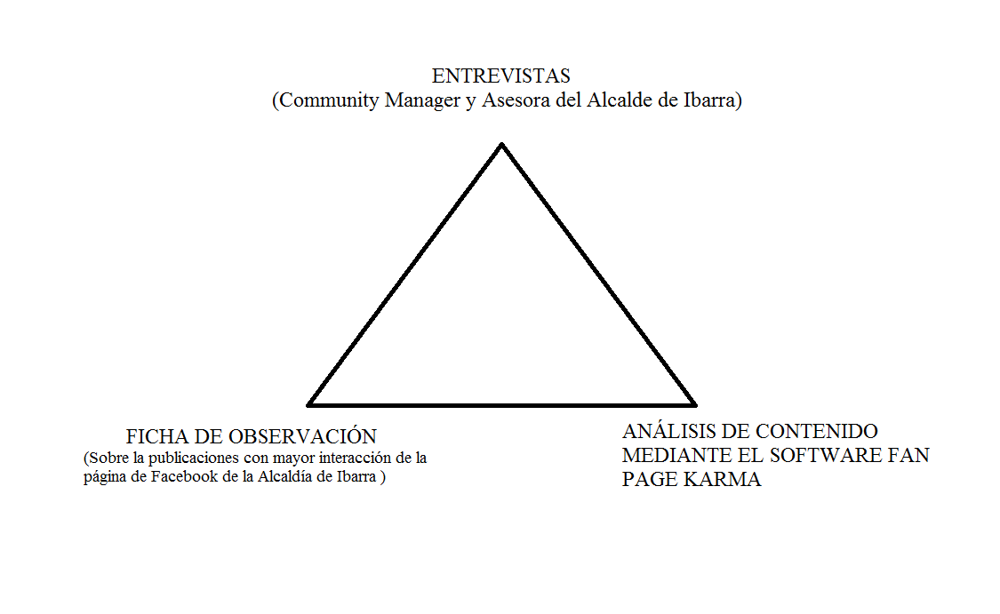 ENTREVISTAS
(Community Manager y Asesora del Alcalde de Ibarra)
FICHA DE OBSERVACIÓN
(Sobre la publicaciones con mayor interacción de la
página de Facebook de la Alcaldía de Ibarra )
ANÁLISIS DE CONTENIDO
MEDIANTE EL SOFTWARE FAN
PAGE KARMA